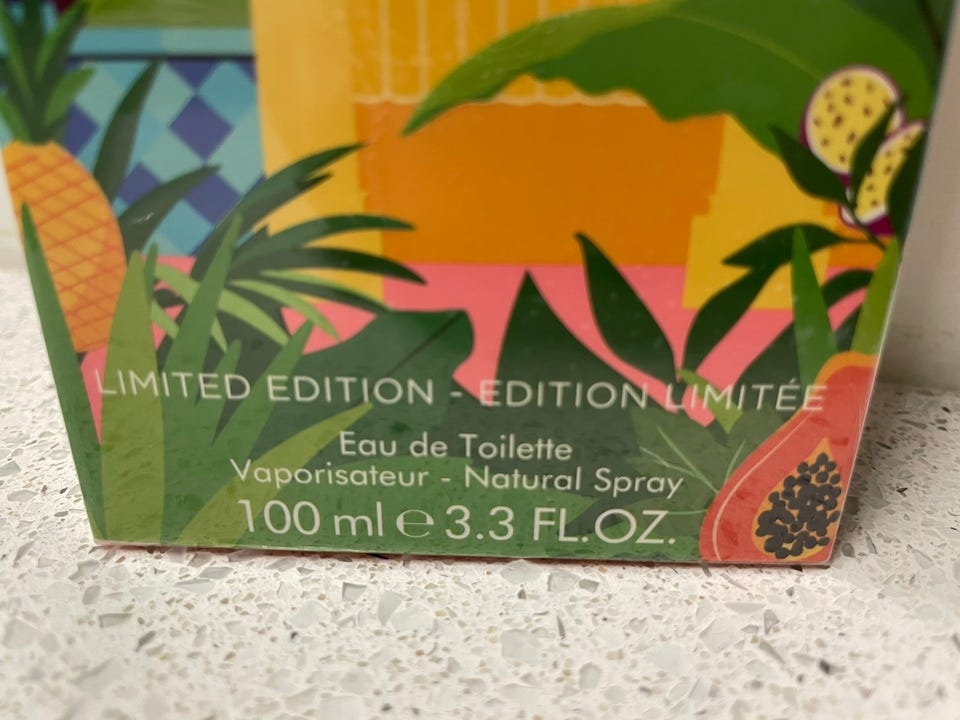 LIMITED EDITION - EDITION LIMITÉE
Eau de Toilette
Vaporisateur - Natural Spray
100 ml ℮ 3.3 FL.OZ.